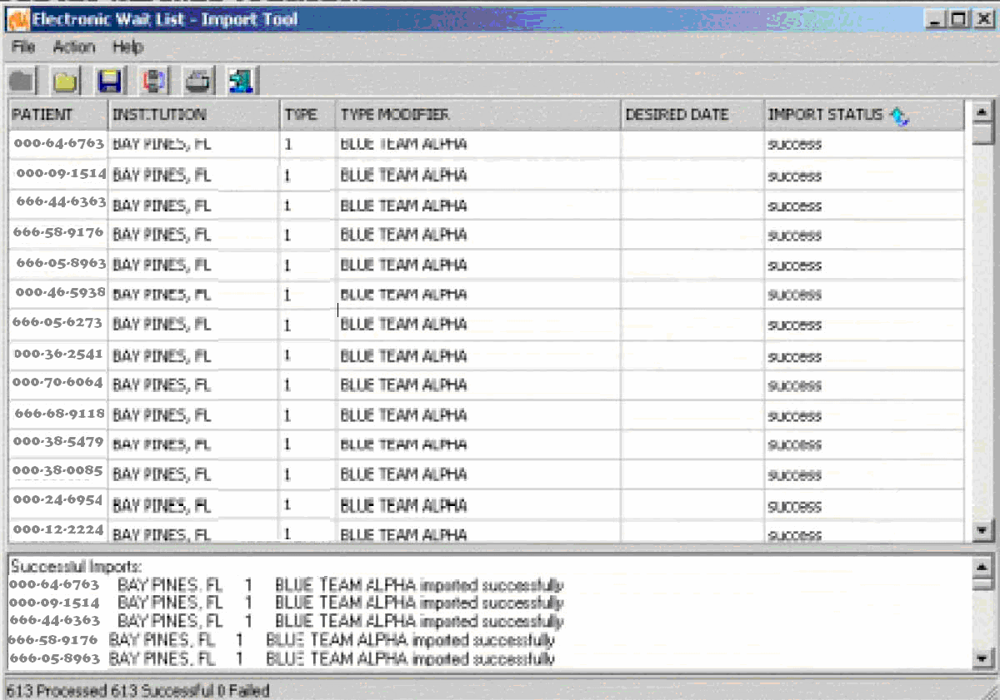 Electronic Wait List - Import Tool
File Action Help
PATIENT INSTITUTION TYPE TYPE MODIFIER DESIRED DATE IMPORT STATUS
000-64-6763 BAY PINES, FL 1 BLUE TEAM ALPHA success
000-09-1514 BAY PINES, FL 1 BLUE TEAM ALPHA success
666-44-6363 BAY PINES, FL 1 BLUE TEAM ALPHA success
666-58-9176 BAY PINES, FL 1 BLUE TEAM ALPHA success
666-05-8963 BAY PINES, FL 1 BLUE TEAM ALPHA success
000-46-5938 BAY PINES, FL 1 BLUE TEAM ALPHA success
666-05-6273 BAY PINES, FL 1 BLUE TEAM ALPHA success
000-36-2541 BAY PINES, FL 1 BLUE TEAM ALPHA success
000-70-6064 BAY PINES, FL 1 BLUE TEAM ALPHA success
666-68-9118 BAY PINES, FL 1 BLUE TEAM ALPHA success
000-38-5479 BAY PINES, FL 1 BLUE TEAM ALPHA success
000-38-0085 BAY PINES, FL 1 BLUE TEAM ALPHA success
000-24-6954 BAY PINES, FL 1 BLUE TEAM ALPHA success
000-12-2224 BAY PINES, FL 1 BLUE TEAM ALPHA success
Successful Imports:
000-64-6763 BAY PINES, FL 1 BLUE TEAM ALPHA imported successfully
000-09-1514 BAY PINES, FL 1 BLUE TEAM ALPHA imported successfully
666-44-6363 BAY PINES, FL 1 BLUE TEAM ALPHA imported successfully
666-58-9176 BAY PINES, FL 1 BLUE TEAM ALPHA imported successfully
666-05-8963 BAY PINES, FL 1 BLUE TEAM ALPHA imported successfully
613 Processed 613 Successful 0 Failed